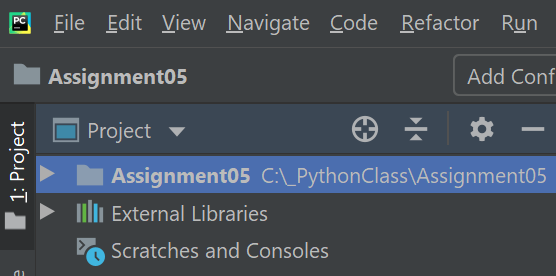 PC File Edit View Navigate Code Refactor Run
Assignment05 Add Conf
Project
1: Project
Assignment05 C:\_PythonClass\Assignment05
External Libraries
Scratches and Consoles